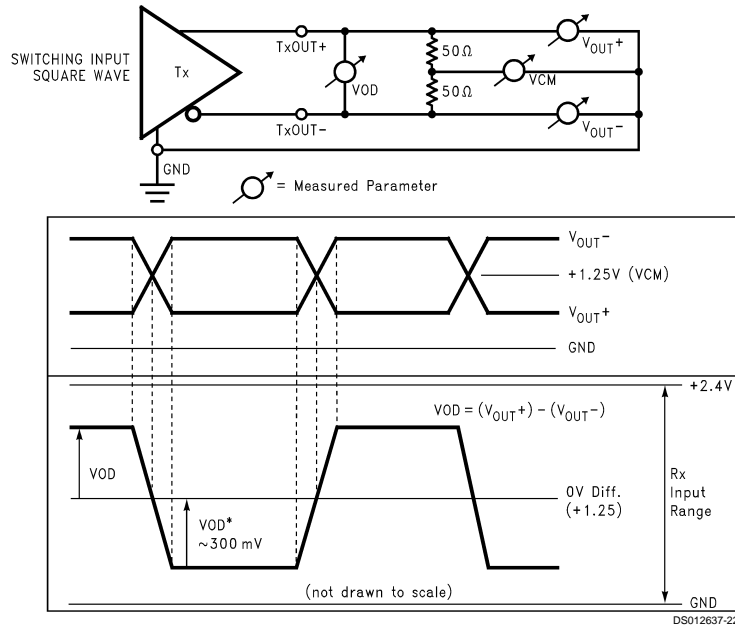 SWITCHING INPUT
SQUARE WAVE
Tx
TxOUT+
TxOUT-
VOD
50Ω
50Ω
VCM
VOUT+
VOUT-
GND
= Measured Parameter
VOUT-
+1.25V (VCM)
VOUT+
GND
+2.4V
VOD = (VOUT+) - (VOUT-)
VOD
0V Diff.
(+1.25)
Rx
Input
Range
VOD*
~300 mV
(not drawn to scale)
GND
DS012637-22